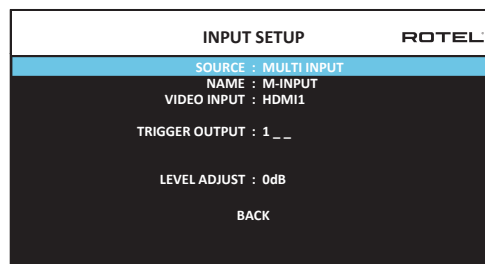 INPUT SETUP ROTEL
SOURCE : MULTI INPUT
NAME : M-INPUT
VIDEO INPUT : HDMI1
TRIGGER OUTPUT : 1 _ _
LEVEL ADJUST : 0dB
BACK